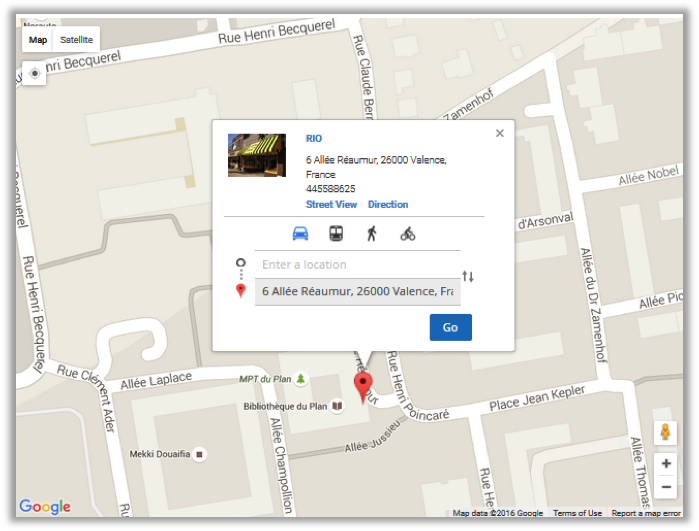 Rue Henri Becquerel
Map Satellite
Rue Claude Bern
nri Becquerel
Zamenhof
RIO
6 Allée Réaumur, 26000 Valence,
France
445588625
Street View Direction
Allée Nobel
d'Arsonval
Rue Henri Becquerel
Allée du Dr Zamenhof
Enter a location
6 Allée Réaumur, 26000 Valence, Fra
Allée Pic
Go
Rue Clément Ader
Allée Laplace
MPT du Plan
Rue Henri Poincaré
Place Jean Kepler
Bibliothèque du Plan
Allée Jussieu
Allée Champollion
Mekki Douaifia
Rue He
Allée Thomas
Google
Map data ©2016 Google Terms of Use Report a map error